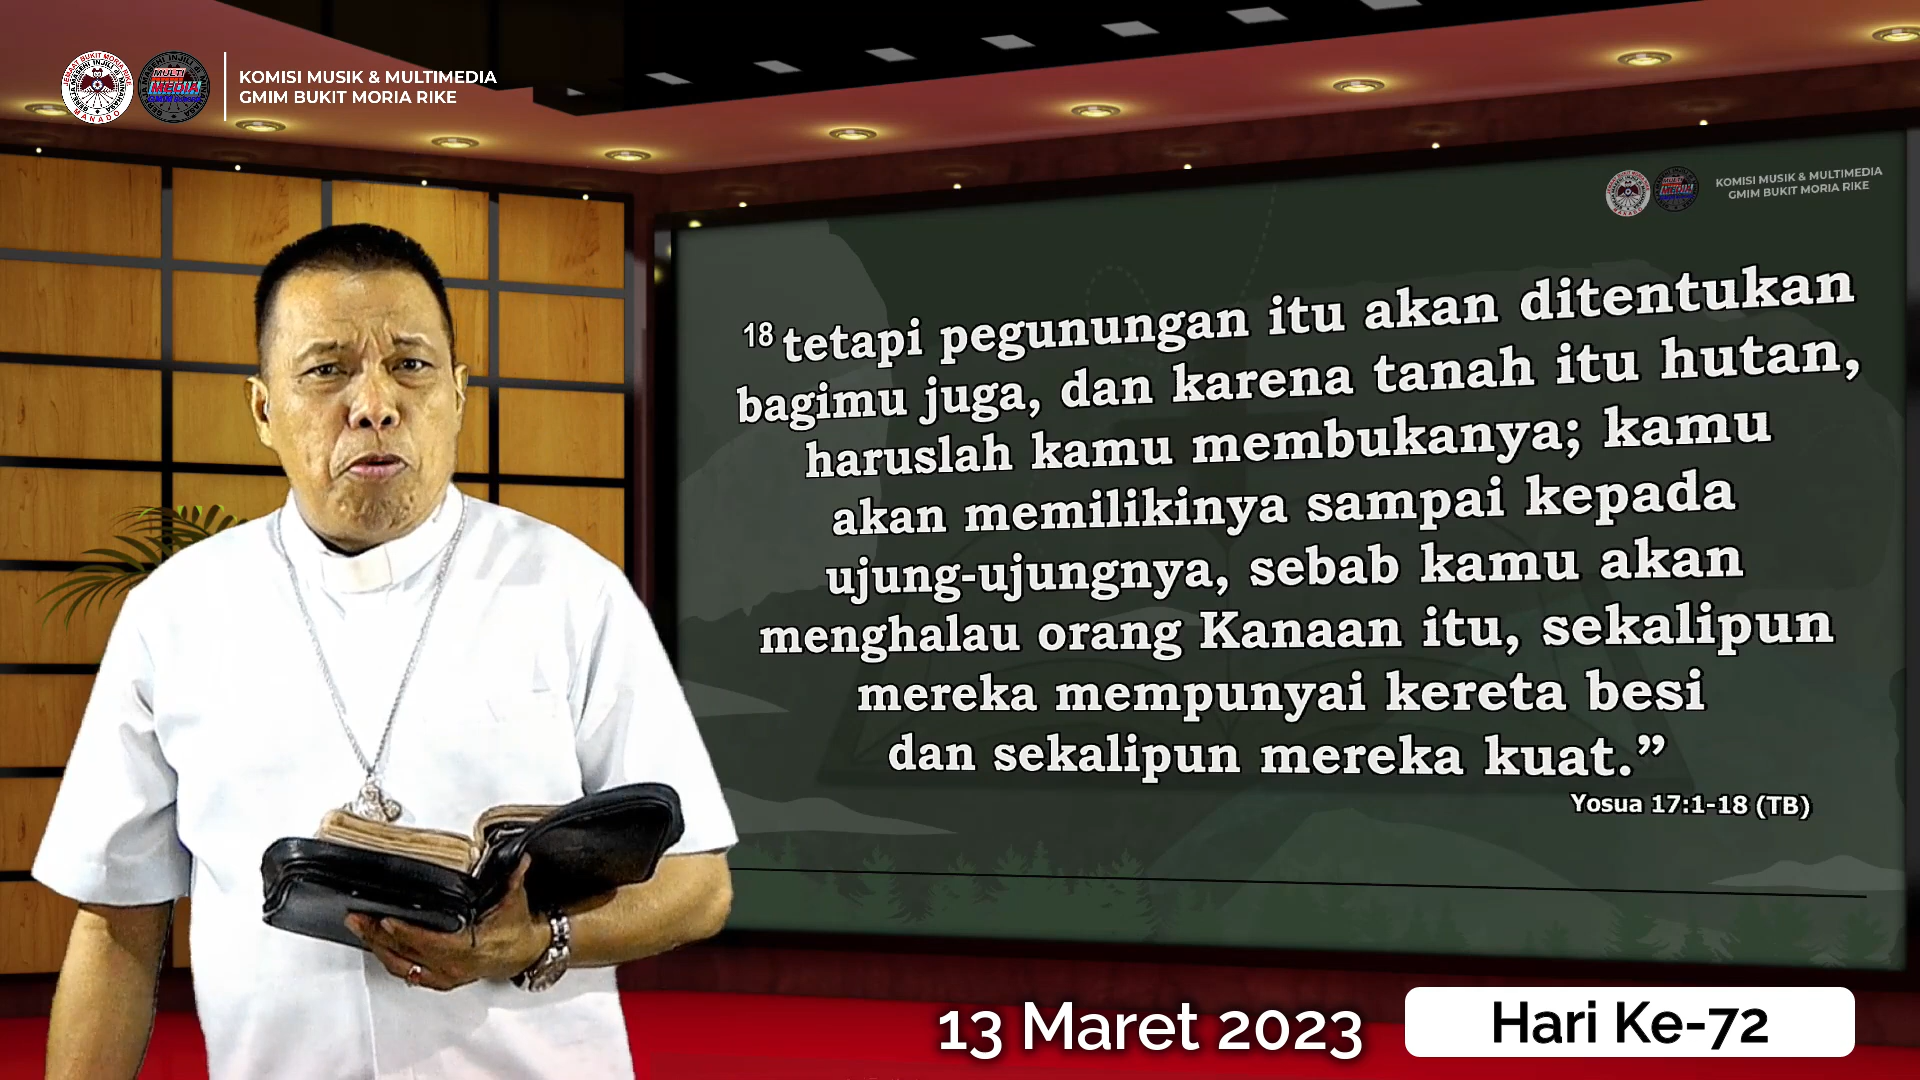 KOMISI MUSIK & MULTIMEDIA
GMIM BUKIT MORIA RIKE
MULTI
MEDIA
MANADO
KOMISI MUSIK & MULTIMEDIA
GMIM BUKIT MORIA RIKE
18 tetapi pegunungan itu akan ditentukan
bagimu juga, dan karena tanah itu hutan,
haruslah kamu membukanya; kamu
akan memilikinya sampai kepada
ujung-ujungnya, sebab kamu akan
menghalau orang Kanaan itu, sekalipun
mereka mempunyai kereta besi
dan sekalipun mereka kuat.”
Yosua 17:1-18 (TB)
13 Maret 2023
Hari Ke-72